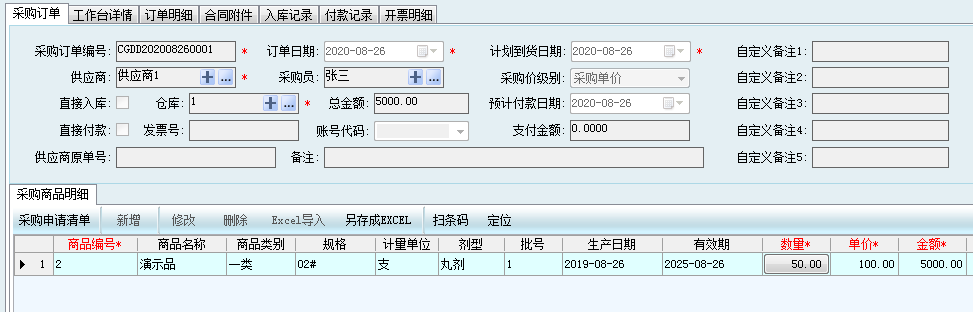 采购订单 工作台详情 订单明细 合同附件 入库记录 付款记录 开票明细
采购订单编号: CGDD202008260001 * 订单日期: 2020-08-26 * 计划到货日期: 2020-08-26 * 自定义备注1:
供应商: 供应商1 * 采购员: 张三 采购价级别: 采购单价 自定义备注2:
直接入库: 仓库: 1 * 总金额: 5000.00 预计付款日期: 2020-08-26 自定义备注3:
直接付款: 发票号: 账号代码: 支付金额: 0.0000 自定义备注4:
供应商原单号: 备注: 自定义备注5:
采购商品明细
采购申请清单 新增 修改 删除 Excel导入 另存成EXCEL 扫条码 定位
商品编号* 商品名称 商品类别 规格 计量单位 剂型 批号 生产日期 有效期 数量* 单价* 金额*
1 2 演示品 一类 02# 支 丸剂 1 2019-08-26 2025-08-26 50.00 100.00 5000.00